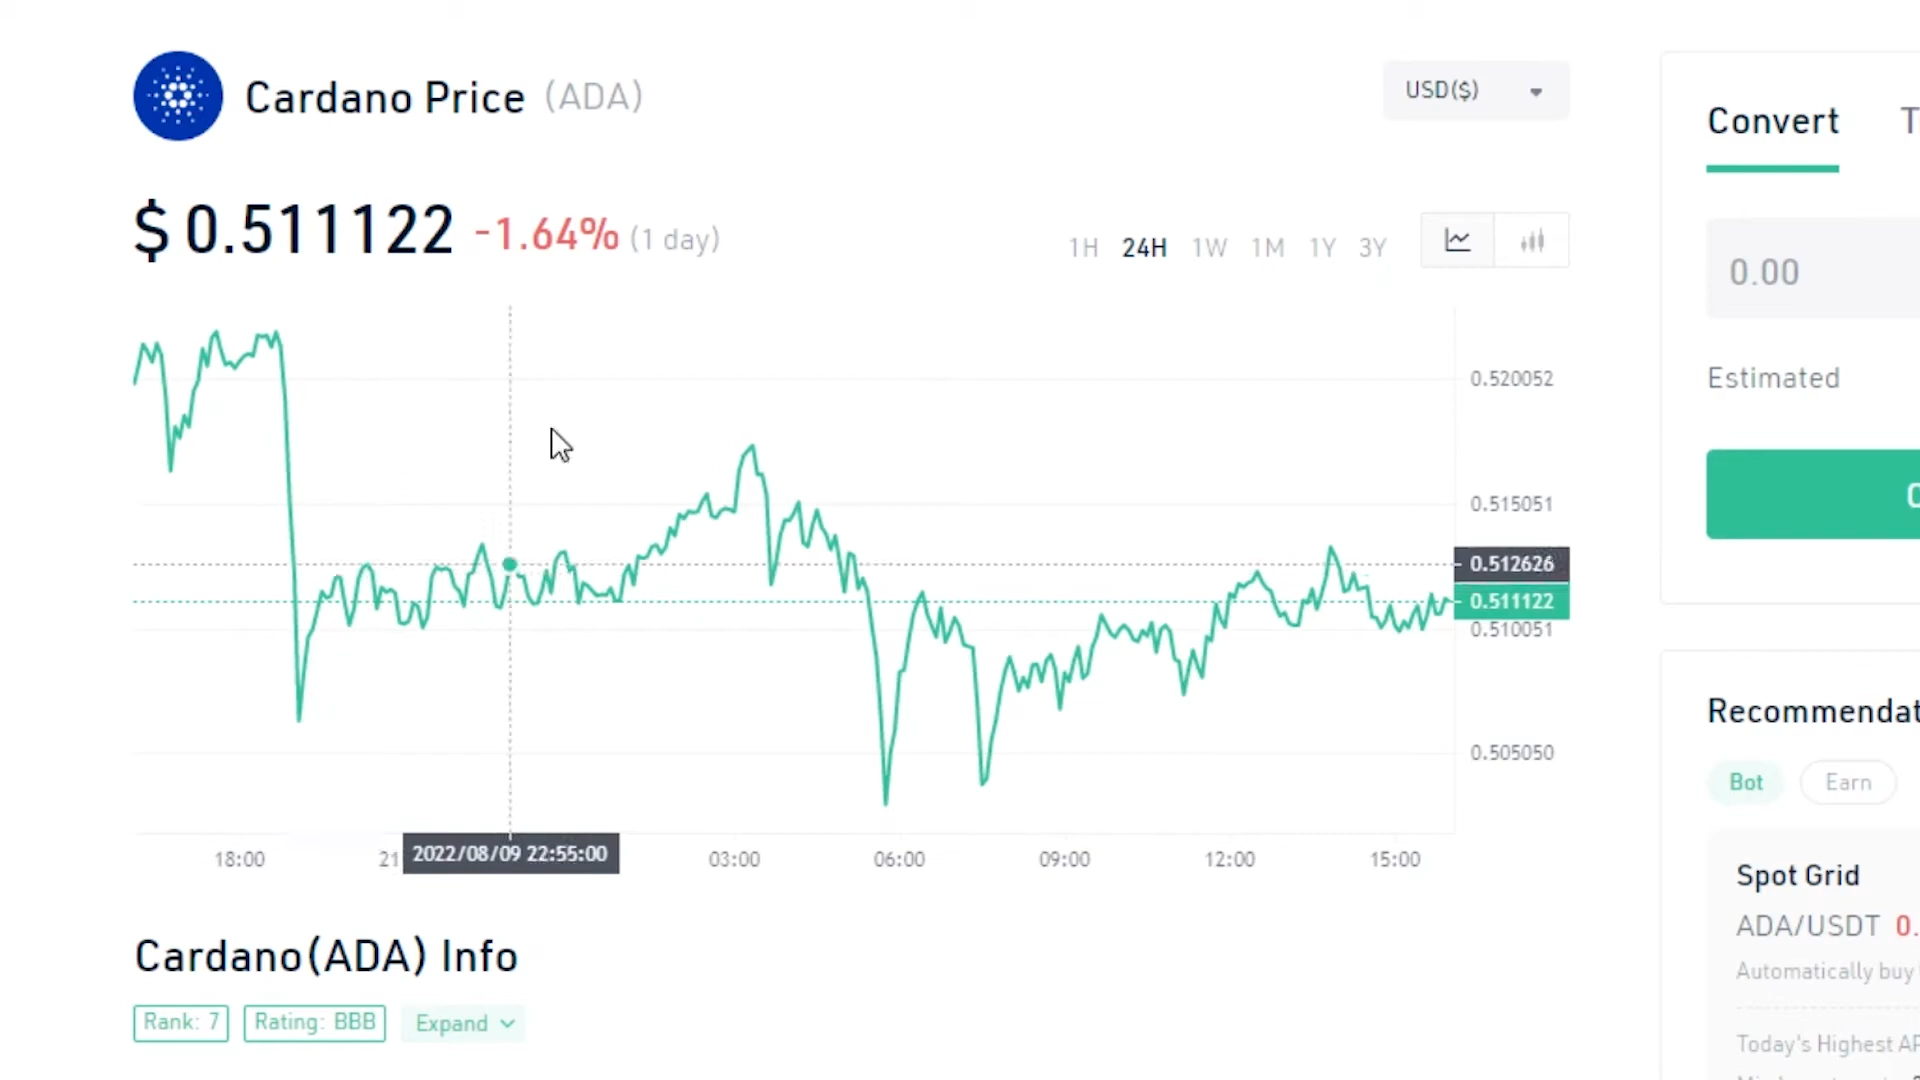 Cardano Price (ADA)
USD($)
$ 0.511122 -1.64% (1 day)
1H 24H 1W 1M 1Y 3Y
0.520052
0.515051
0.512626
0.511122
0.510051
0.505050
18:00 21 2022/08/09 22:55:00 03:00 06:00 09:00 12:00 15:00
Cardano(ADA) Info
Rank: 7 Rating: BBB Expand
Convert
0.00
Estimated
Bot Earn
Spot Grid
ADA/USDT 0.
Automatically buy
Today's Highest